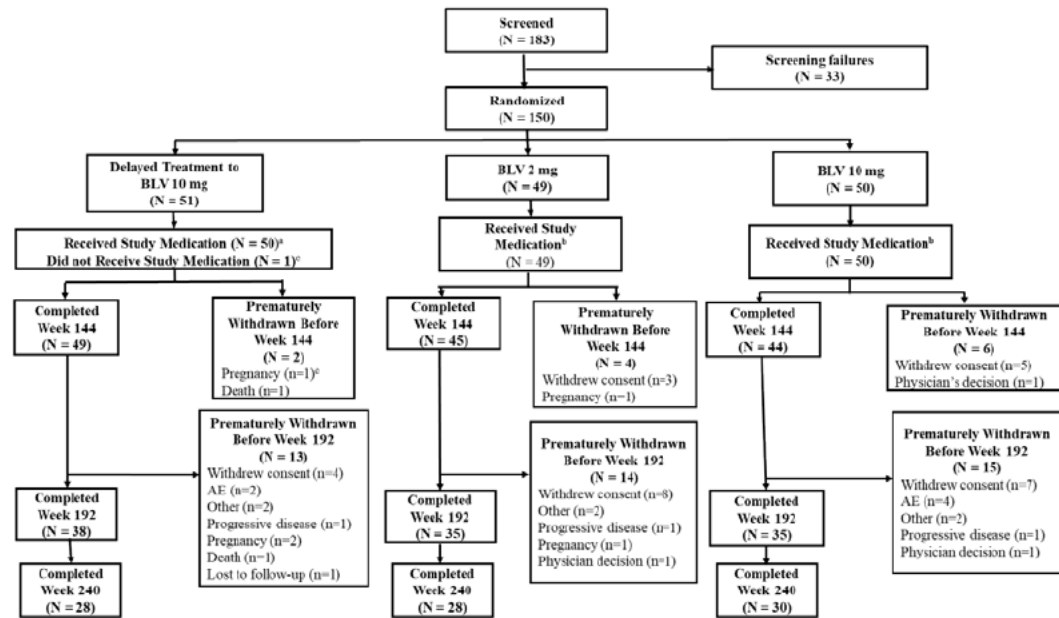 Screened
(N = 183)
Screening failures
(N = 33)
Randomized
(N = 150)
Delayed Treatment to
BLV 10 mg
(N = 51)
BLV 2 mg
(N = 49)
BLV 10 mg
(N = 50)
Received Study Medication (N = 50)ᵃ
Did not Receive Study Medication (N = 1)ᶜ
Received Study
Medicationᵇ
(N = 49)
Received Study Medicationᵇ
(N = 50)
Completed
Week 144
(N = 49)
Prematurely
Withdrawn Before
Week 144
(N = 2)
Pregnancy (n=1)ᶜ
Death (n=1)
Completed
Week 144
(N = 45)
Prematurely
Withdrawn Before
Week 144
(N = 4)
Withdrew consent (n=3)
Pregnancy (n=1)
Completed
Week 144
(N = 44)
Prematurely Withdrawn
Before Week 144
(N = 6)
Withdrew consent (n=5)
Physician's decision (n=1)
Prematurely Withdrawn
Before Week 192
(N = 13)
Withdrew consent (n=4)
AE (n=2)
Other (n=2)
Progressive disease (n=1)
Pregnancy (n=2)
Death (n=1)
Lost to follow-up (n=1)
Prematurely Withdrawn
Before Week 192
(N = 14)
Withdrew consent (n=8)
Other (n=2)
Progressive disease (n=1)
Pregnancy (n=1)
Physician decision (n=1)
Prematurely Withdrawn
Before Week 192
(N = 15)
Withdrew consent (n=7)
AE (n=4)
Other (n=2)
Progressive disease (n=1)
Physician decision (n=1)
Completed
Week 192
(N = 38)
Completed
Week 192
(N = 35)
Completed
Week 192
(N = 35)
Completed
Week 240
(N = 28)
Completed
Week 240
(N = 28)
Completed
Week 240
(N = 30)